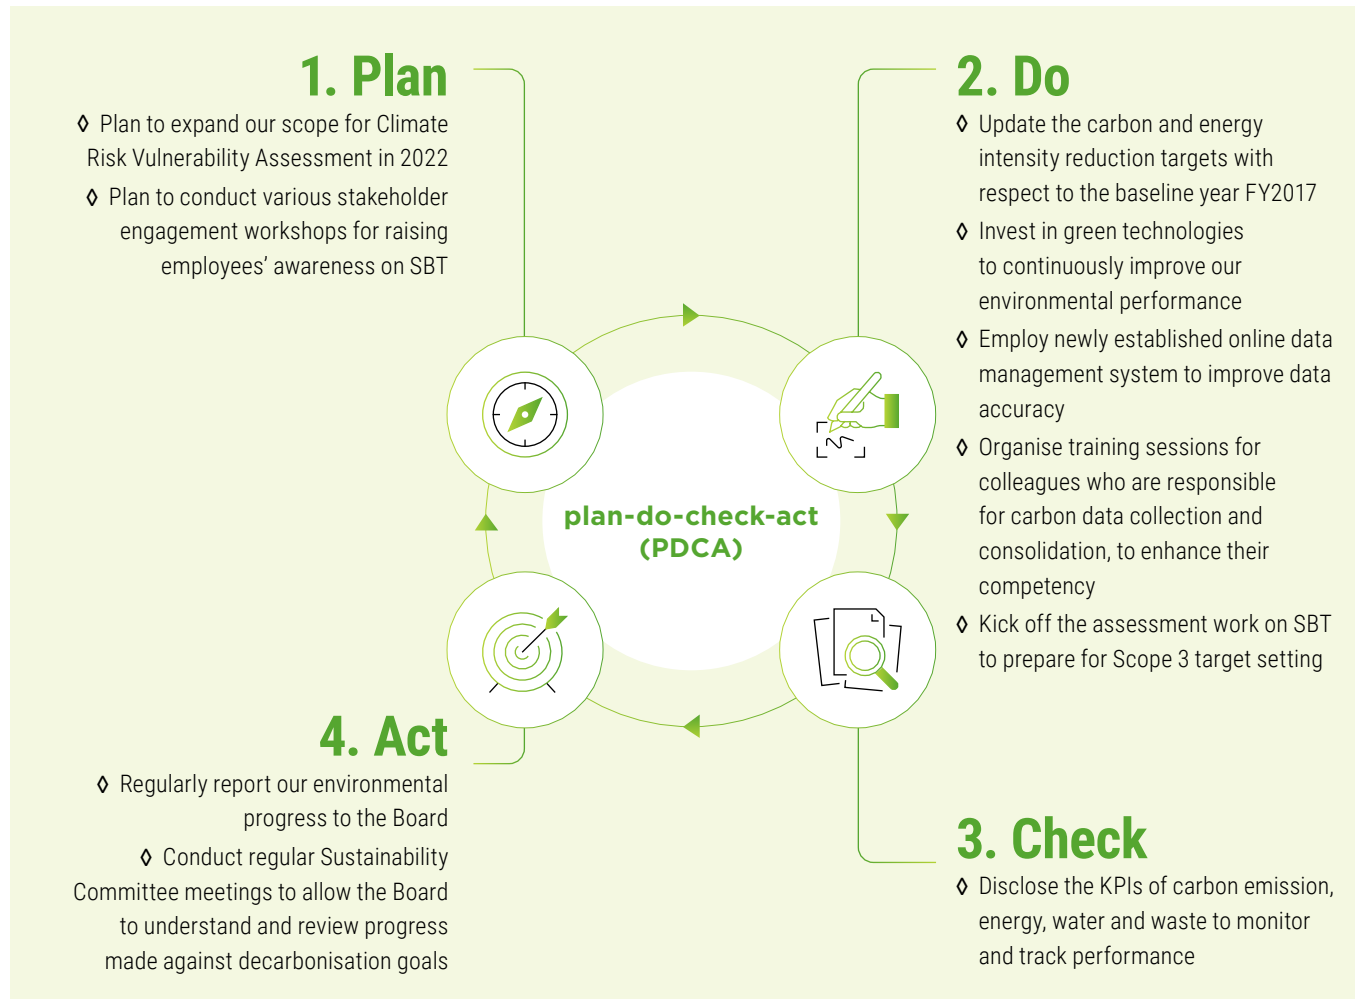 1. Plan
◊ Plan to expand our scope for Climate
Risk Vulnerability Assessment in 2022
◊ Plan to conduct various stakeholder
engagement workshops for raising
employees’ awareness on SBT
2. Do
◊ Update the carbon and energy
intensity reduction targets with
respect to the baseline year FY2017
◊ Invest in green technologies
to continuously improve our
environmental performance
◊ Employ newly established online data
management system to improve data
accuracy
◊ Organise training sessions for
colleagues who are responsible
for carbon data collection and
consolidation, to enhance their
competency
◊ Kick off the assessment work on SBT
to prepare for Scope 3 target setting
plan-do-check-act
(PDCA)
3. Check
◊ Disclose the KPIs of carbon emission,
energy, water and waste to monitor
and track performance
4. Act
◊ Regularly report our environmental
progress to the Board
◊ Conduct regular Sustainability
Committee meetings to allow the Board
to understand and review progress
made against decarbonisation goals